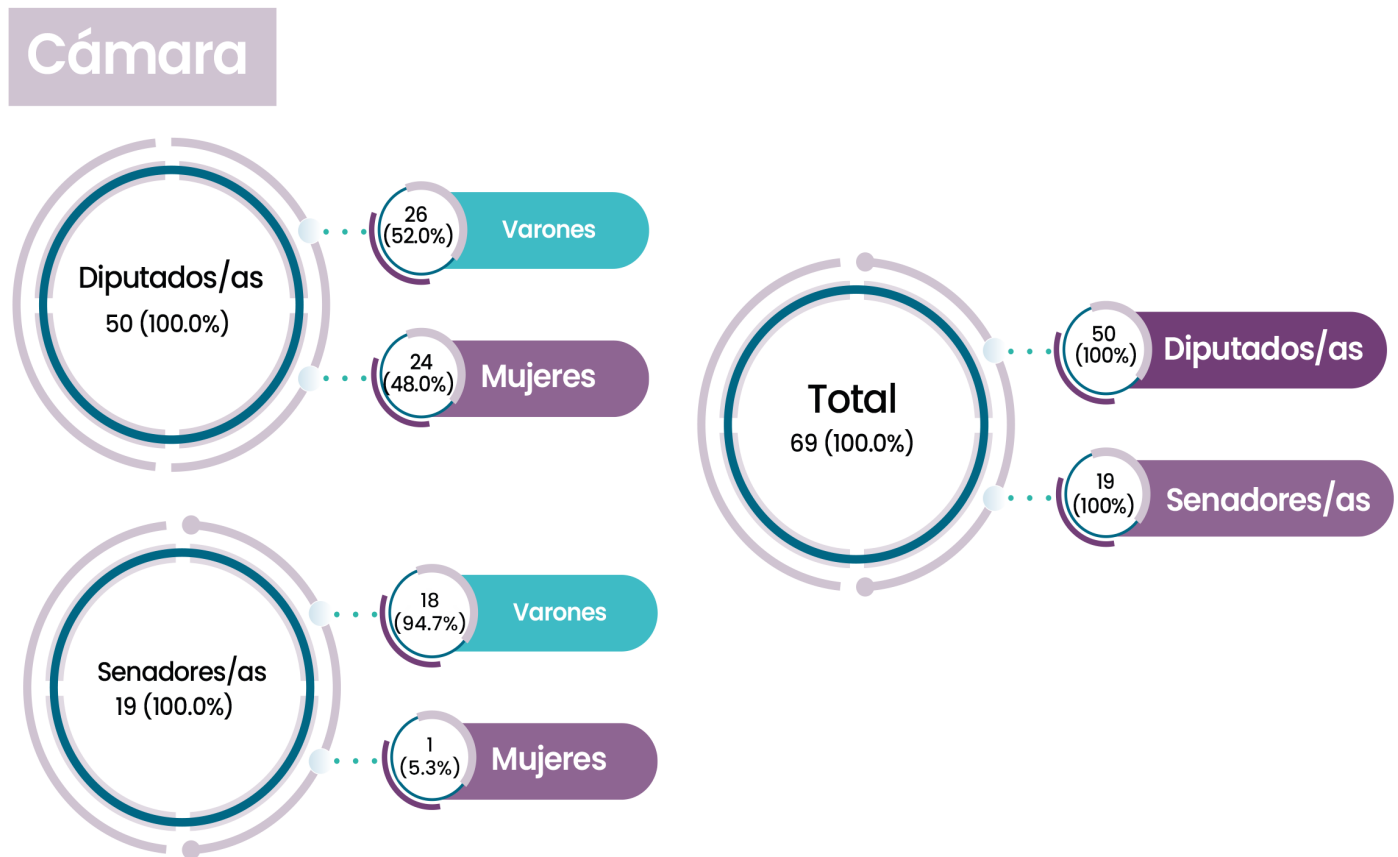 Cámara
Diputados/as
50 (100.0%)
26
(52.0%)
Varones
24
(48.0%)
Mujeres
Senadores/as
19 (100.0%)
18
(94.7%)
Varones
1
(5.3%)
Mujeres
Total
69 (100.0%)
50
(100%)
Diputados/as
19
(100%)
Senadores/as